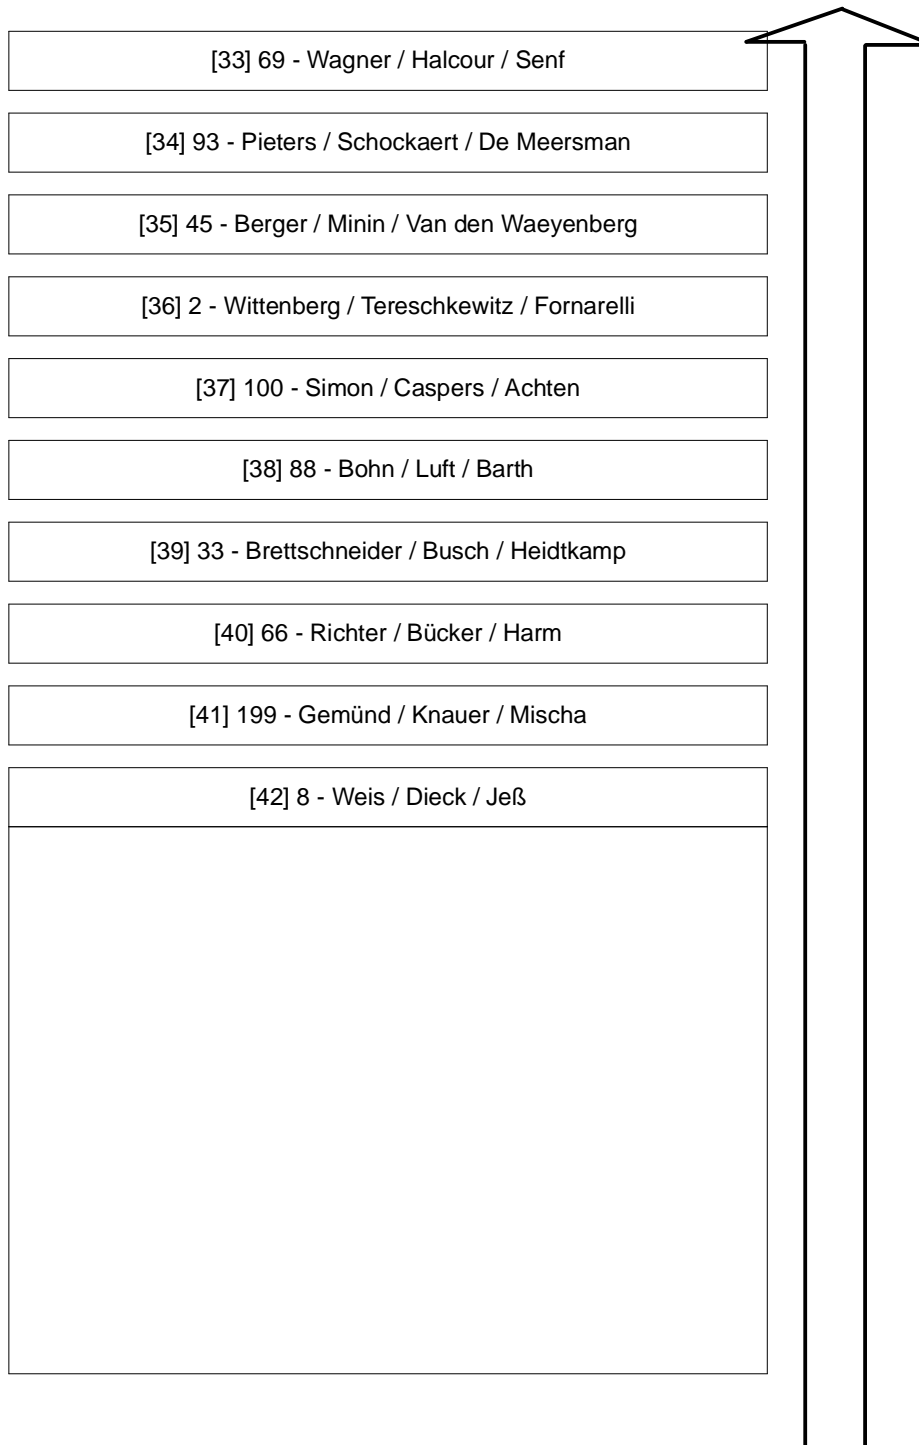 [33] 69 - Wagner / Halcour / Senf
[34] 93 - Pieters / Schockaert / De Meersman
[35] 45 - Berger / Minin / Van den Waeyenberg
[36] 2 - Wittenberg / Tereschkewitz / Fornarelli
[37] 100 - Simon / Caspers / Achten
[38] 88 - Bohn / Luft / Barth
[39] 33 - Brettschneider / Busch / Heidtkamp
[40] 66 - Richter / Bücker / Harm
[41] 199 - Gemünd / Knauer / Mischa
[42] 8 - Weis / Dieck / Jeß